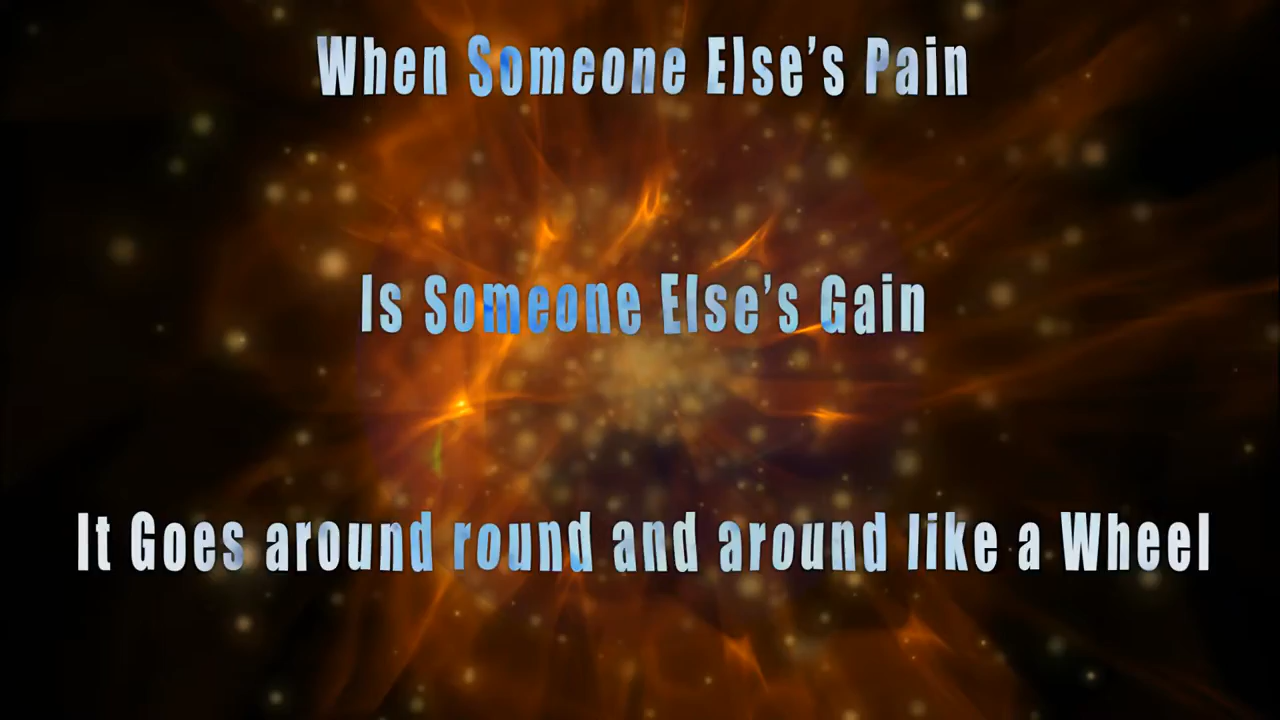 When Someone Else’s Pain
Is Someone Else’s Gain
It Goes around round and around like a Wheel